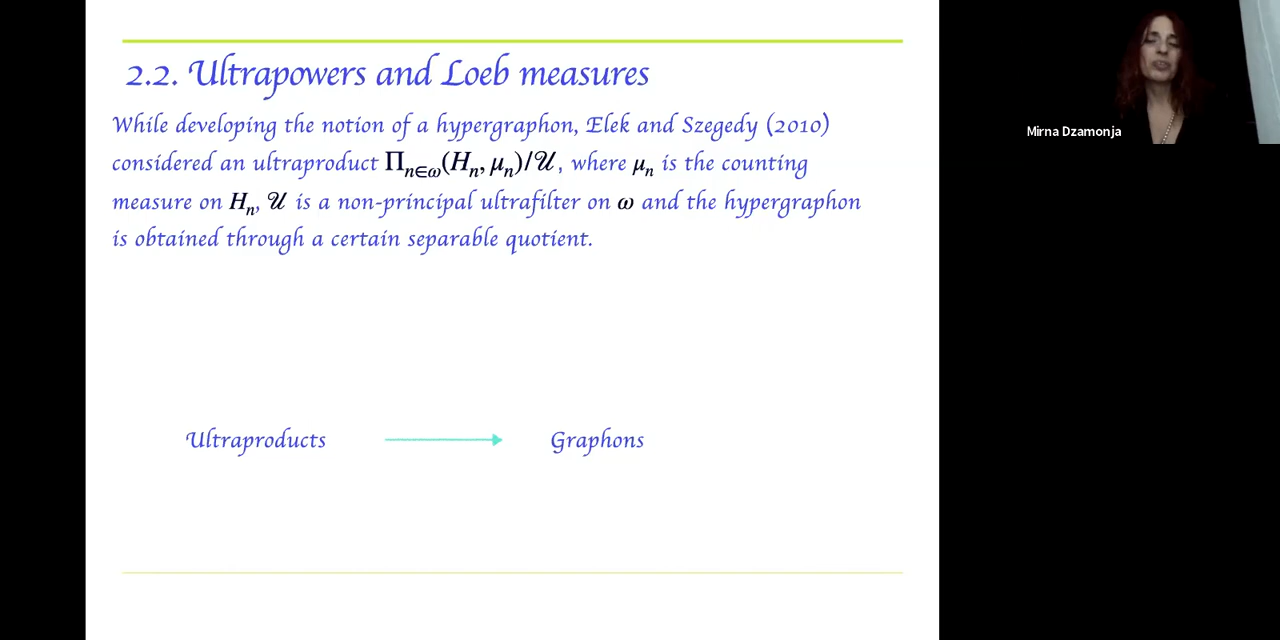 2.2. Ultrapowers and Loeb measures
While developing the notion of a hypergraphon, Elek and Szegedy (2010)
considered an ultraproduct Π_{n∈ω}(H_n, μ_n)/𝒰, where μ_n is the counting
measure on H_n, 𝒰 is a non-principal ultrafilter on ω and the hypergraphon
is obtained through a certain separable quotient.
Ultraproducts Graphons
Mirna Dzamonja